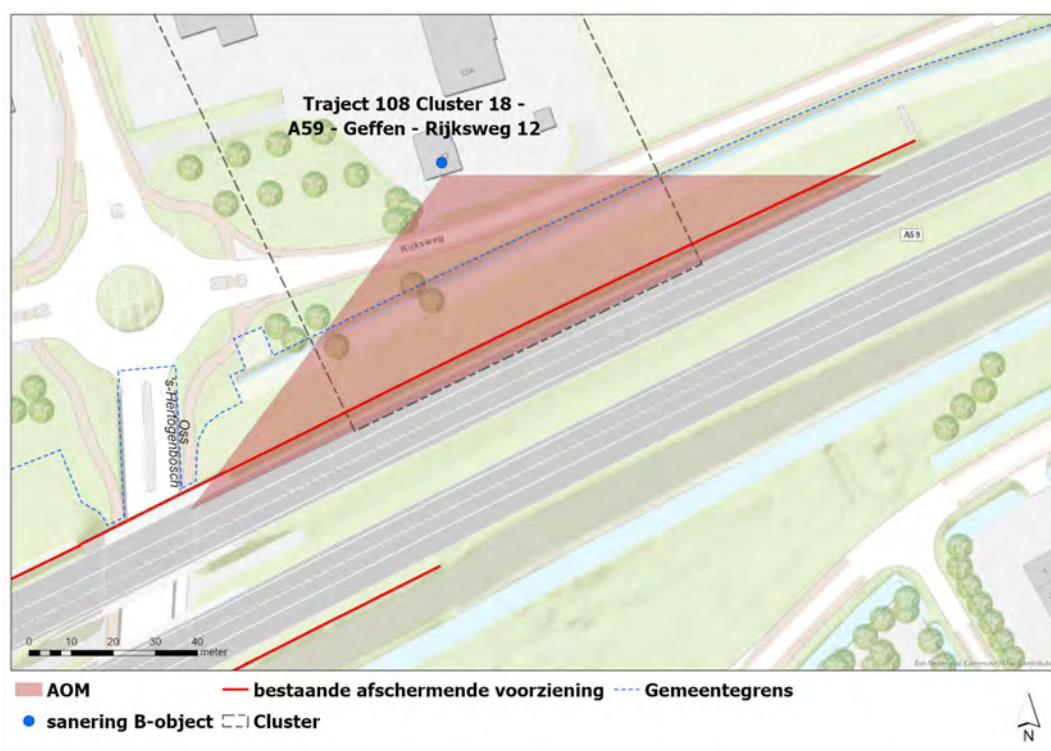 12A
Traject 108 Cluster 18 -
A59 - Geffen - Rijksweg 12
Rijksweg
A59
Oss
's-Hertogenbosch
0 10 20 30 40
meter
AOM bestaande afschermende voorziening Gemeentegrens
sanering B-object Cluster
N